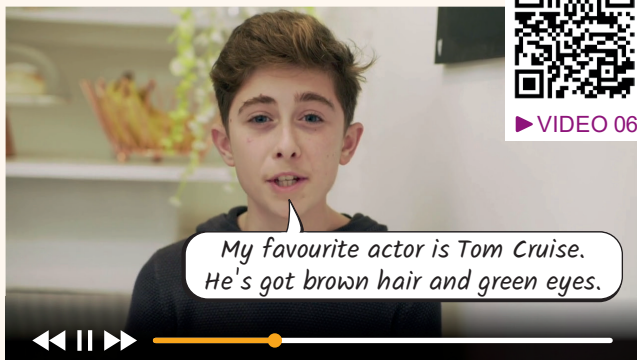 VIDEO 06
My favourite actor is Tom Cruise.
He's got brown hair and green eyes.